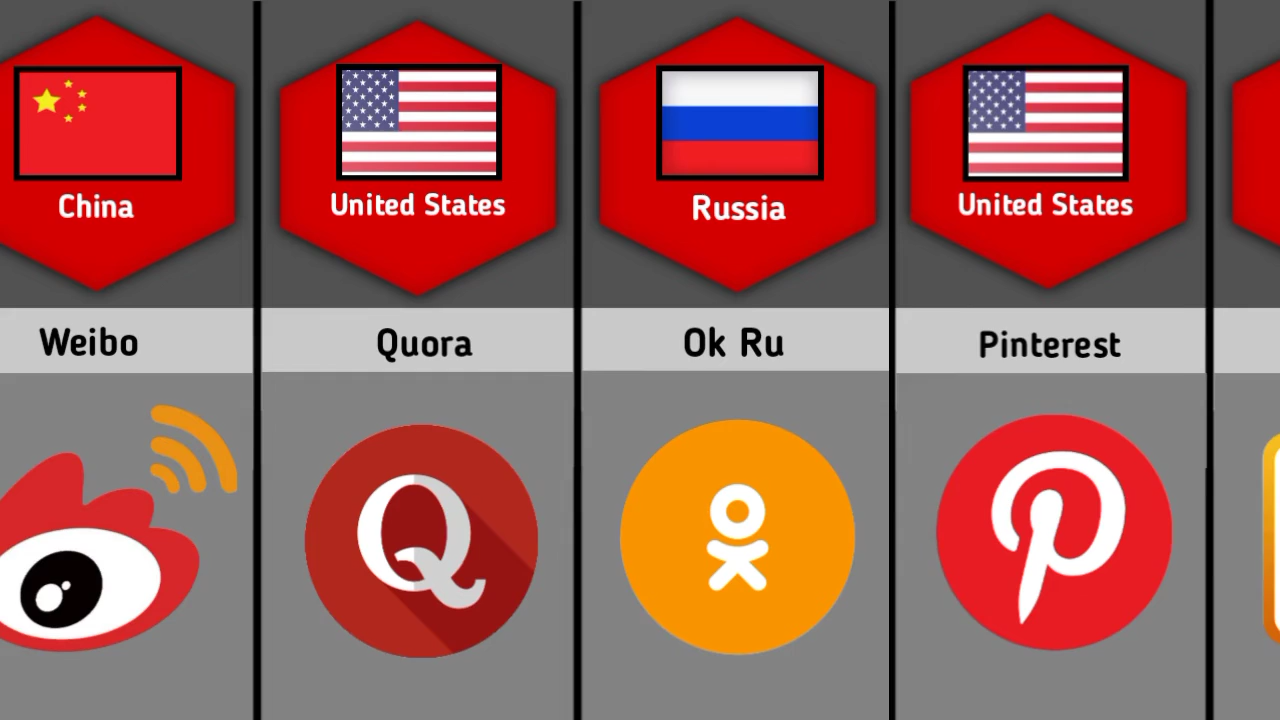 China
United States
Russia
United States
Weibo
Quora
Ok Ru
Pinterest
Q